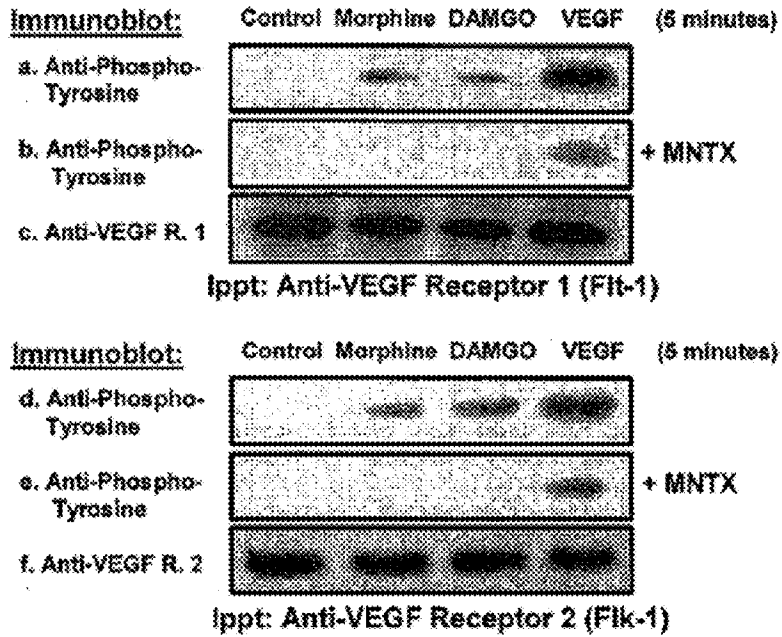 Immunoblot: Control Morphine DAMGO VEGF (5 minutes)
a. Anti-Phospho-
Tyrosine
b. Anti-Phospho-
Tyrosine
+ MNTX
c. Anti-VEGF R. 1
Ippt: Anti-VEGF Receptor 1 (Flt-1)
Immunoblot: Control Morphine DAMGO VEGF (5 minutes)
d. Anti-Phospho-
Tyrosine
e. Anti-Phospho-
Tyrosine
+ MNTX
f. Anti-VEGF R. 2
Ippt: Anti-VEGF Receptor 2 (Flk-1)